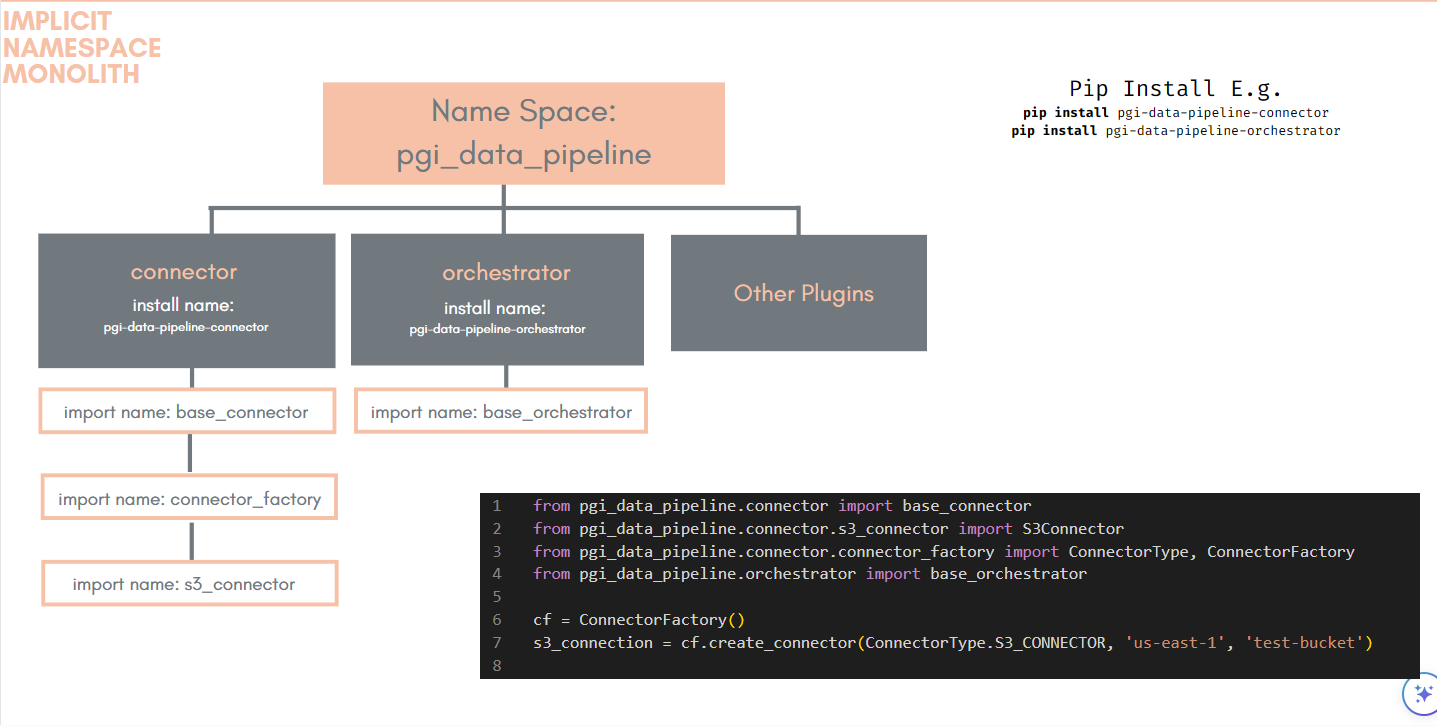 IMPLICIT
NAMESPACE
MONOLITH
Name Space:
pgi_data_pipeline
Pip Install E.g.
pip install pgi-data-pipeline-connector
pip install pgi-data-pipeline-orchestrator
connector
install name:
pgi-data-pipeline-connector
orchestrator
install name:
pgi-data-pipeline-orchestrator
Other Plugins
import name: base_connector
import name: base_orchestrator
import name: connector_factory
import name: s3_connector
1 from pgi_data_pipeline.connector import base_connector
2 from pgi_data_pipeline.connector.s3_connector import S3Connector
3 from pgi_data_pipeline.connector.connector_factory import ConnectorType, ConnectorFactory
4 from pgi_data_pipeline.orchestrator import base_orchestrator
5
6 cf = ConnectorFactory()
7 s3_connection = cf.create_connector(ConnectorType.S3_CONNECTOR, 'us-east-1', 'test-bucket')
8